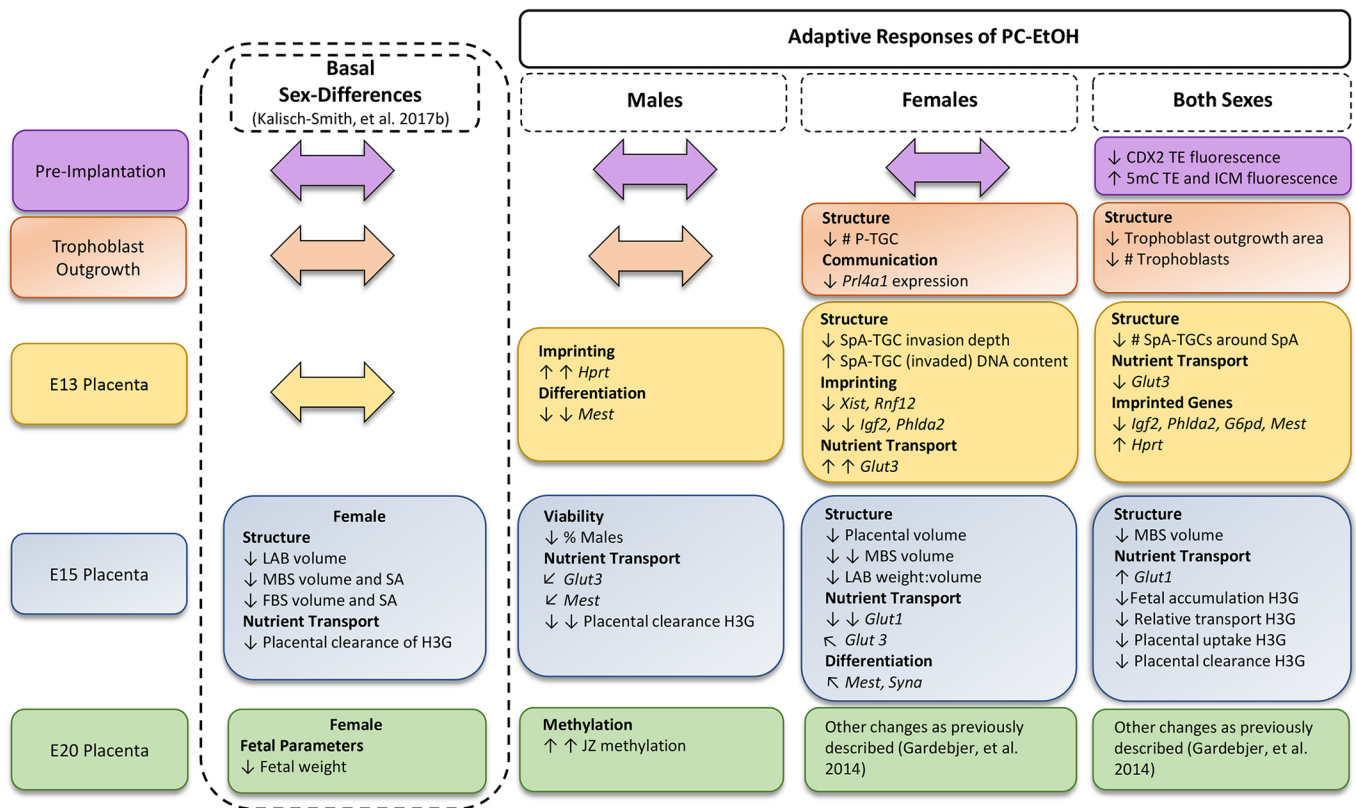 Adaptive Responses of PC-EtOH
Basal
Sex-Differences
(Kalisch-Smith, et al. 2017b)
Males
Females
Both Sexes
Pre-Implantation
↓ CDX2 TE fluorescence
↑ 5mC TE and ICM fluorescence
Trophoblast
Outgrowth
Structure
↓ # P-TGC
Communication
↓ Prl4a1 expression
Structure
↓ Trophoblast outgrowth area
↓ # Trophoblasts
E13 Placenta
Imprinting
↑ ↑ Hprt
Differentiation
↓ ↓ Mest
Structure
↓ SpA-TGC invasion depth
↑ SpA-TGC (invaded) DNA content
Imprinting
↓ Xist, Rnf12
↓ ↓ Igf2, Phlda2
Nutrient Transport
↑ ↑ Glut3
Structure
↓ # SpA-TGCs around SpA
Nutrient Transport
↓ Glut3
Imprinted Genes
↓ Igf2, Phlda2, G6pd, Mest
↑ Hprt
E15 Placenta
Female
Structure
↓ LAB volume
↓ MBS volume and SA
↓ FBS volume and SA
Nutrient Transport
↓ Placental clearance of H3G
Viability
↓ % Males
Nutrient Transport
↙ Glut3
↙ Mest
↓ ↓ Placental clearance H3G
Structure
↓ Placental volume
↓ ↓ MBS volume
↓ LAB weight:volume
Nutrient Transport
↓ ↓ Glut1
↖ Glut 3
Differentiation
↖ Mest, Syna
Structure
↓ MBS volume
Nutrient Transport
↑ Glut1
↓Fetal accumulation H3G
↓ Relative transport H3G
↓ Placental uptake H3G
↓ Placental clearance H3G
E20 Placenta
Female
Fetal Parameters
↓ Fetal weight
Methylation
↑ ↑ JZ methylation
Other changes as previously
described (Gardebjer, et al.
2014)
Other changes as previously
described (Gardebjer, et al.
2014)